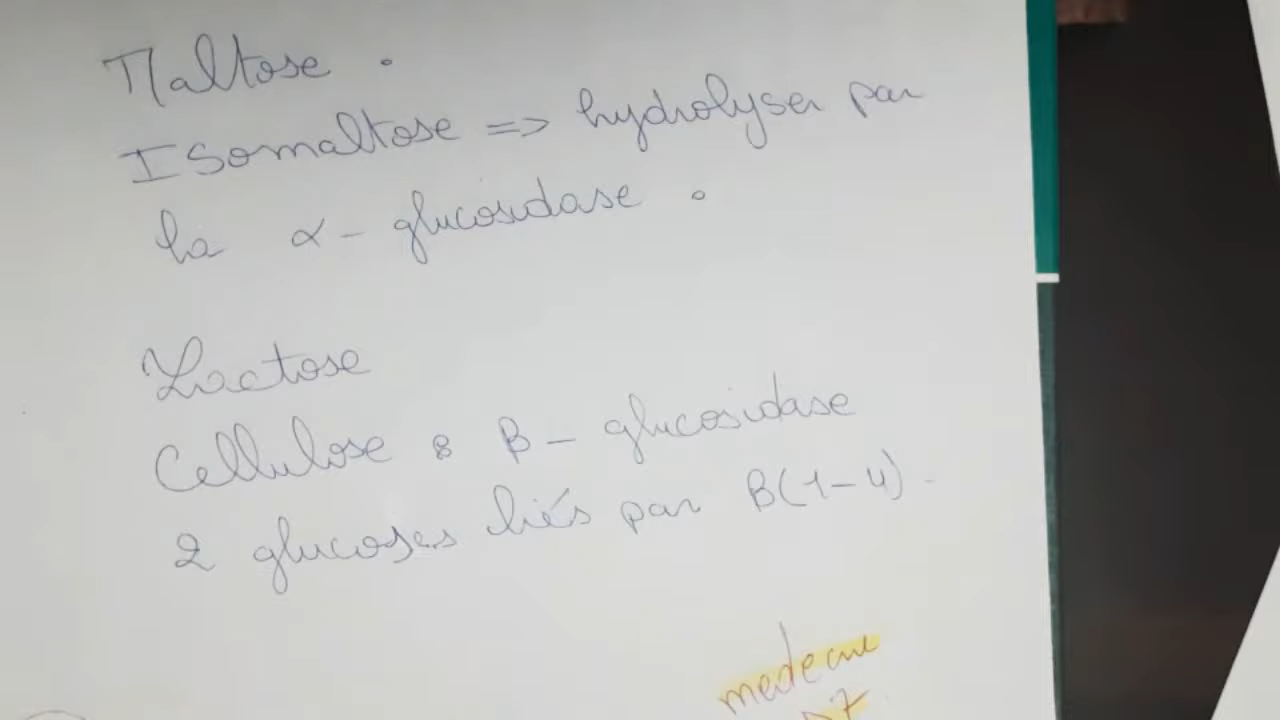 Maltose .
Isomaltose => hydrolyser par
la α - glucosidase .
Lactose
Cellulose : B - glucosidase
2 glucoses liés par B(1-4) .
medecine